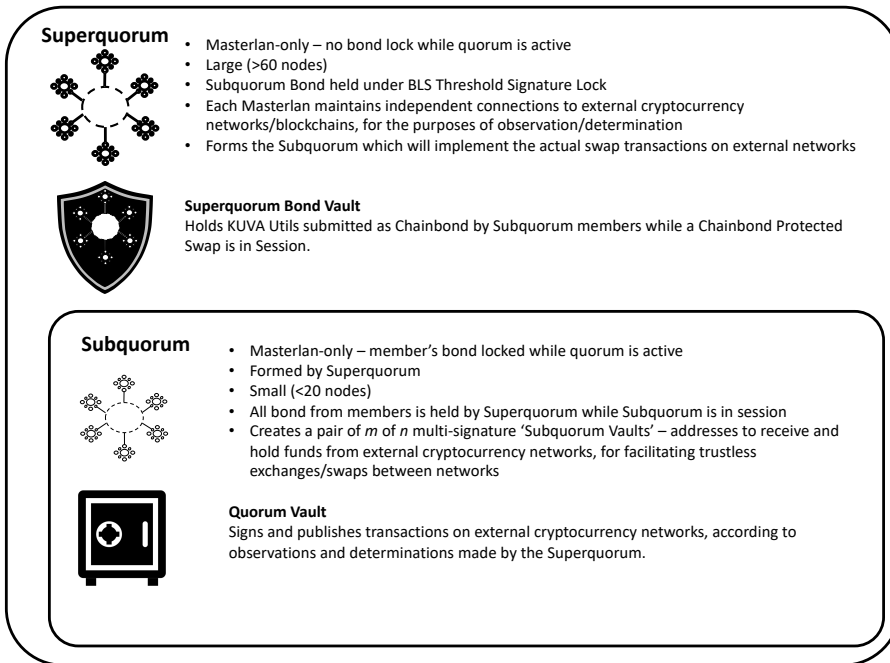 Superquorum
• Masterlan-only – no bond lock while quorum is active
• Large (>60 nodes)
• Subquorum Bond held under BLS Threshold Signature Lock
• Each Masterlan maintains independent connections to external cryptocurrency
networks/blockchains, for the purposes of observation/determination
• Forms the Subquorum which will implement the actual swap transactions on external networks
Superquorum Bond Vault
Holds KUVA Utils submitted as Chainbond by Subquorum members while a Chainbond Protected
Swap is in Session.
Subquorum
• Masterlan-only – member’s bond locked while quorum is active
• Formed by Superquorum
• Small (<20 nodes)
• All bond from members is held by Superquorum while Subquorum is in session
• Creates a pair of m of n multi-signature ‘Subquorum Vaults’ – addresses to receive and
hold funds from external cryptocurrency networks, for facilitating trustless
exchanges/swaps between networks
Quorum Vault
Signs and publishes transactions on external cryptocurrency networks, according to
observations and determinations made by the Superquorum.